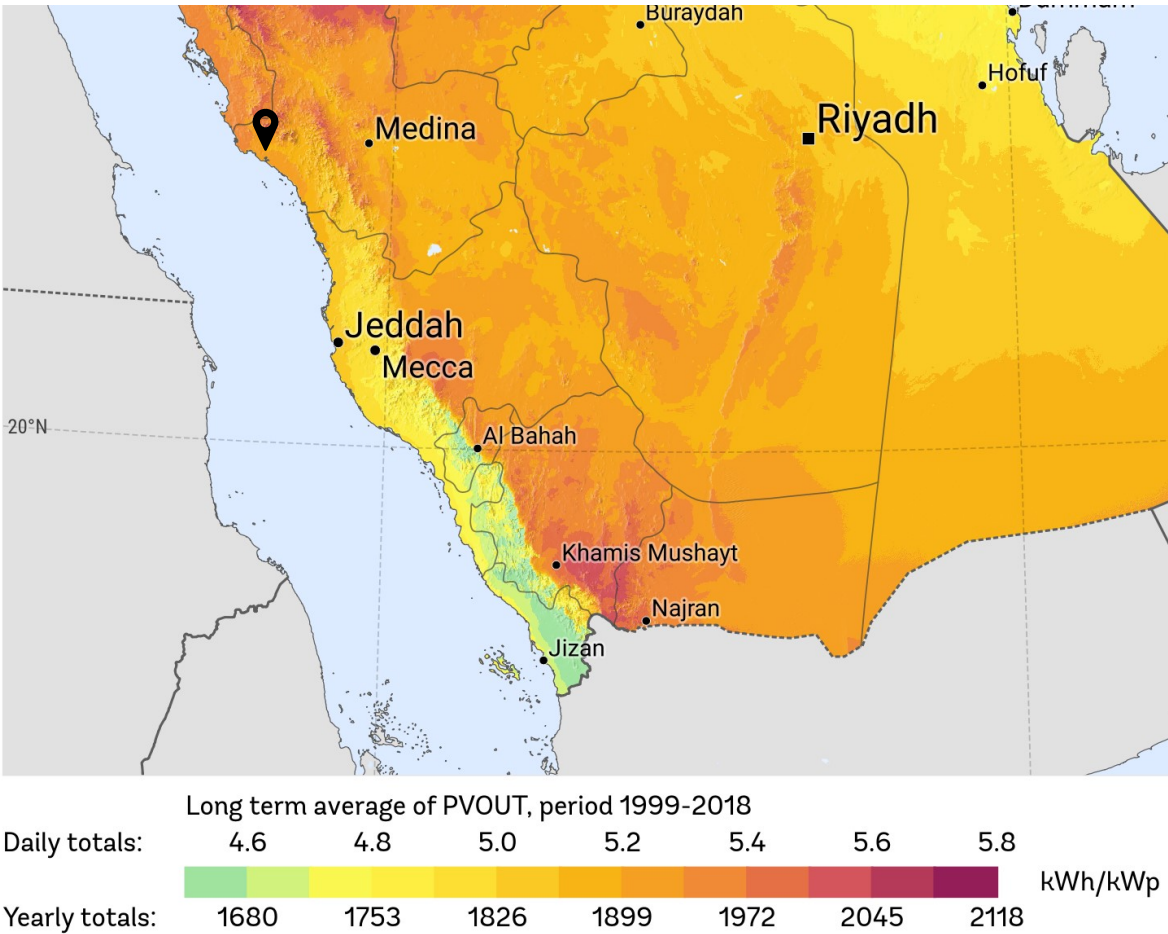 Buraydah
Hofuf
Riyadh
Medina
Jeddah
Mecca
20°N
Al Bahah
Khamis Mushayt
Najran
Jizan
Long term average of PVOUT, period 1999-2018
Daily totals: 4.6 4.8 5.0 5.2 5.4 5.6 5.8
kWh/kWp
Yearly totals: 1680 1753 1826 1899 1972 2045 2118